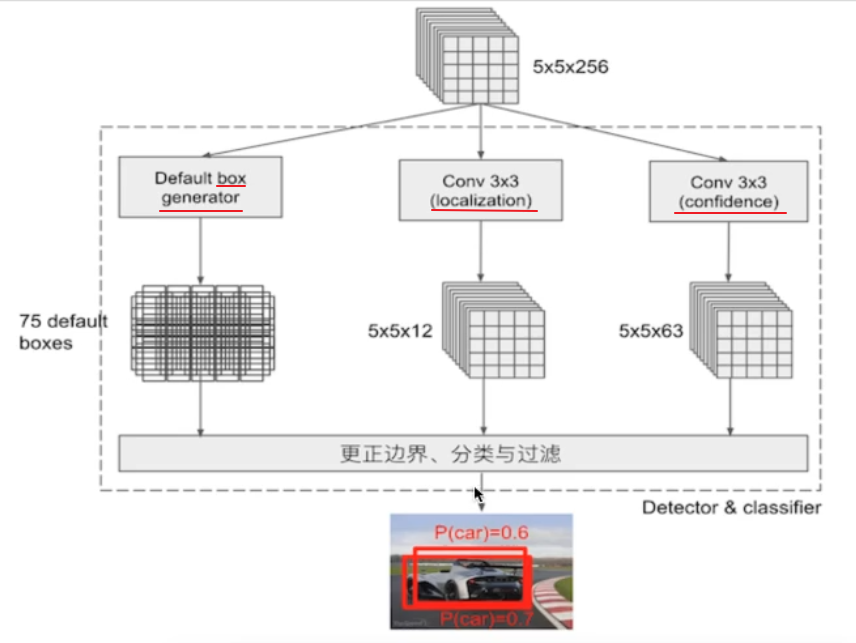 5x5x256
Default box
generator
Conv 3x3
(localization)
Conv 3x3
(confidence)
75 default
boxes
5x5x12
5x5x63
更正边界、分类与过滤
Detector & classifier
P(car)=0.6
P(car)=0.7